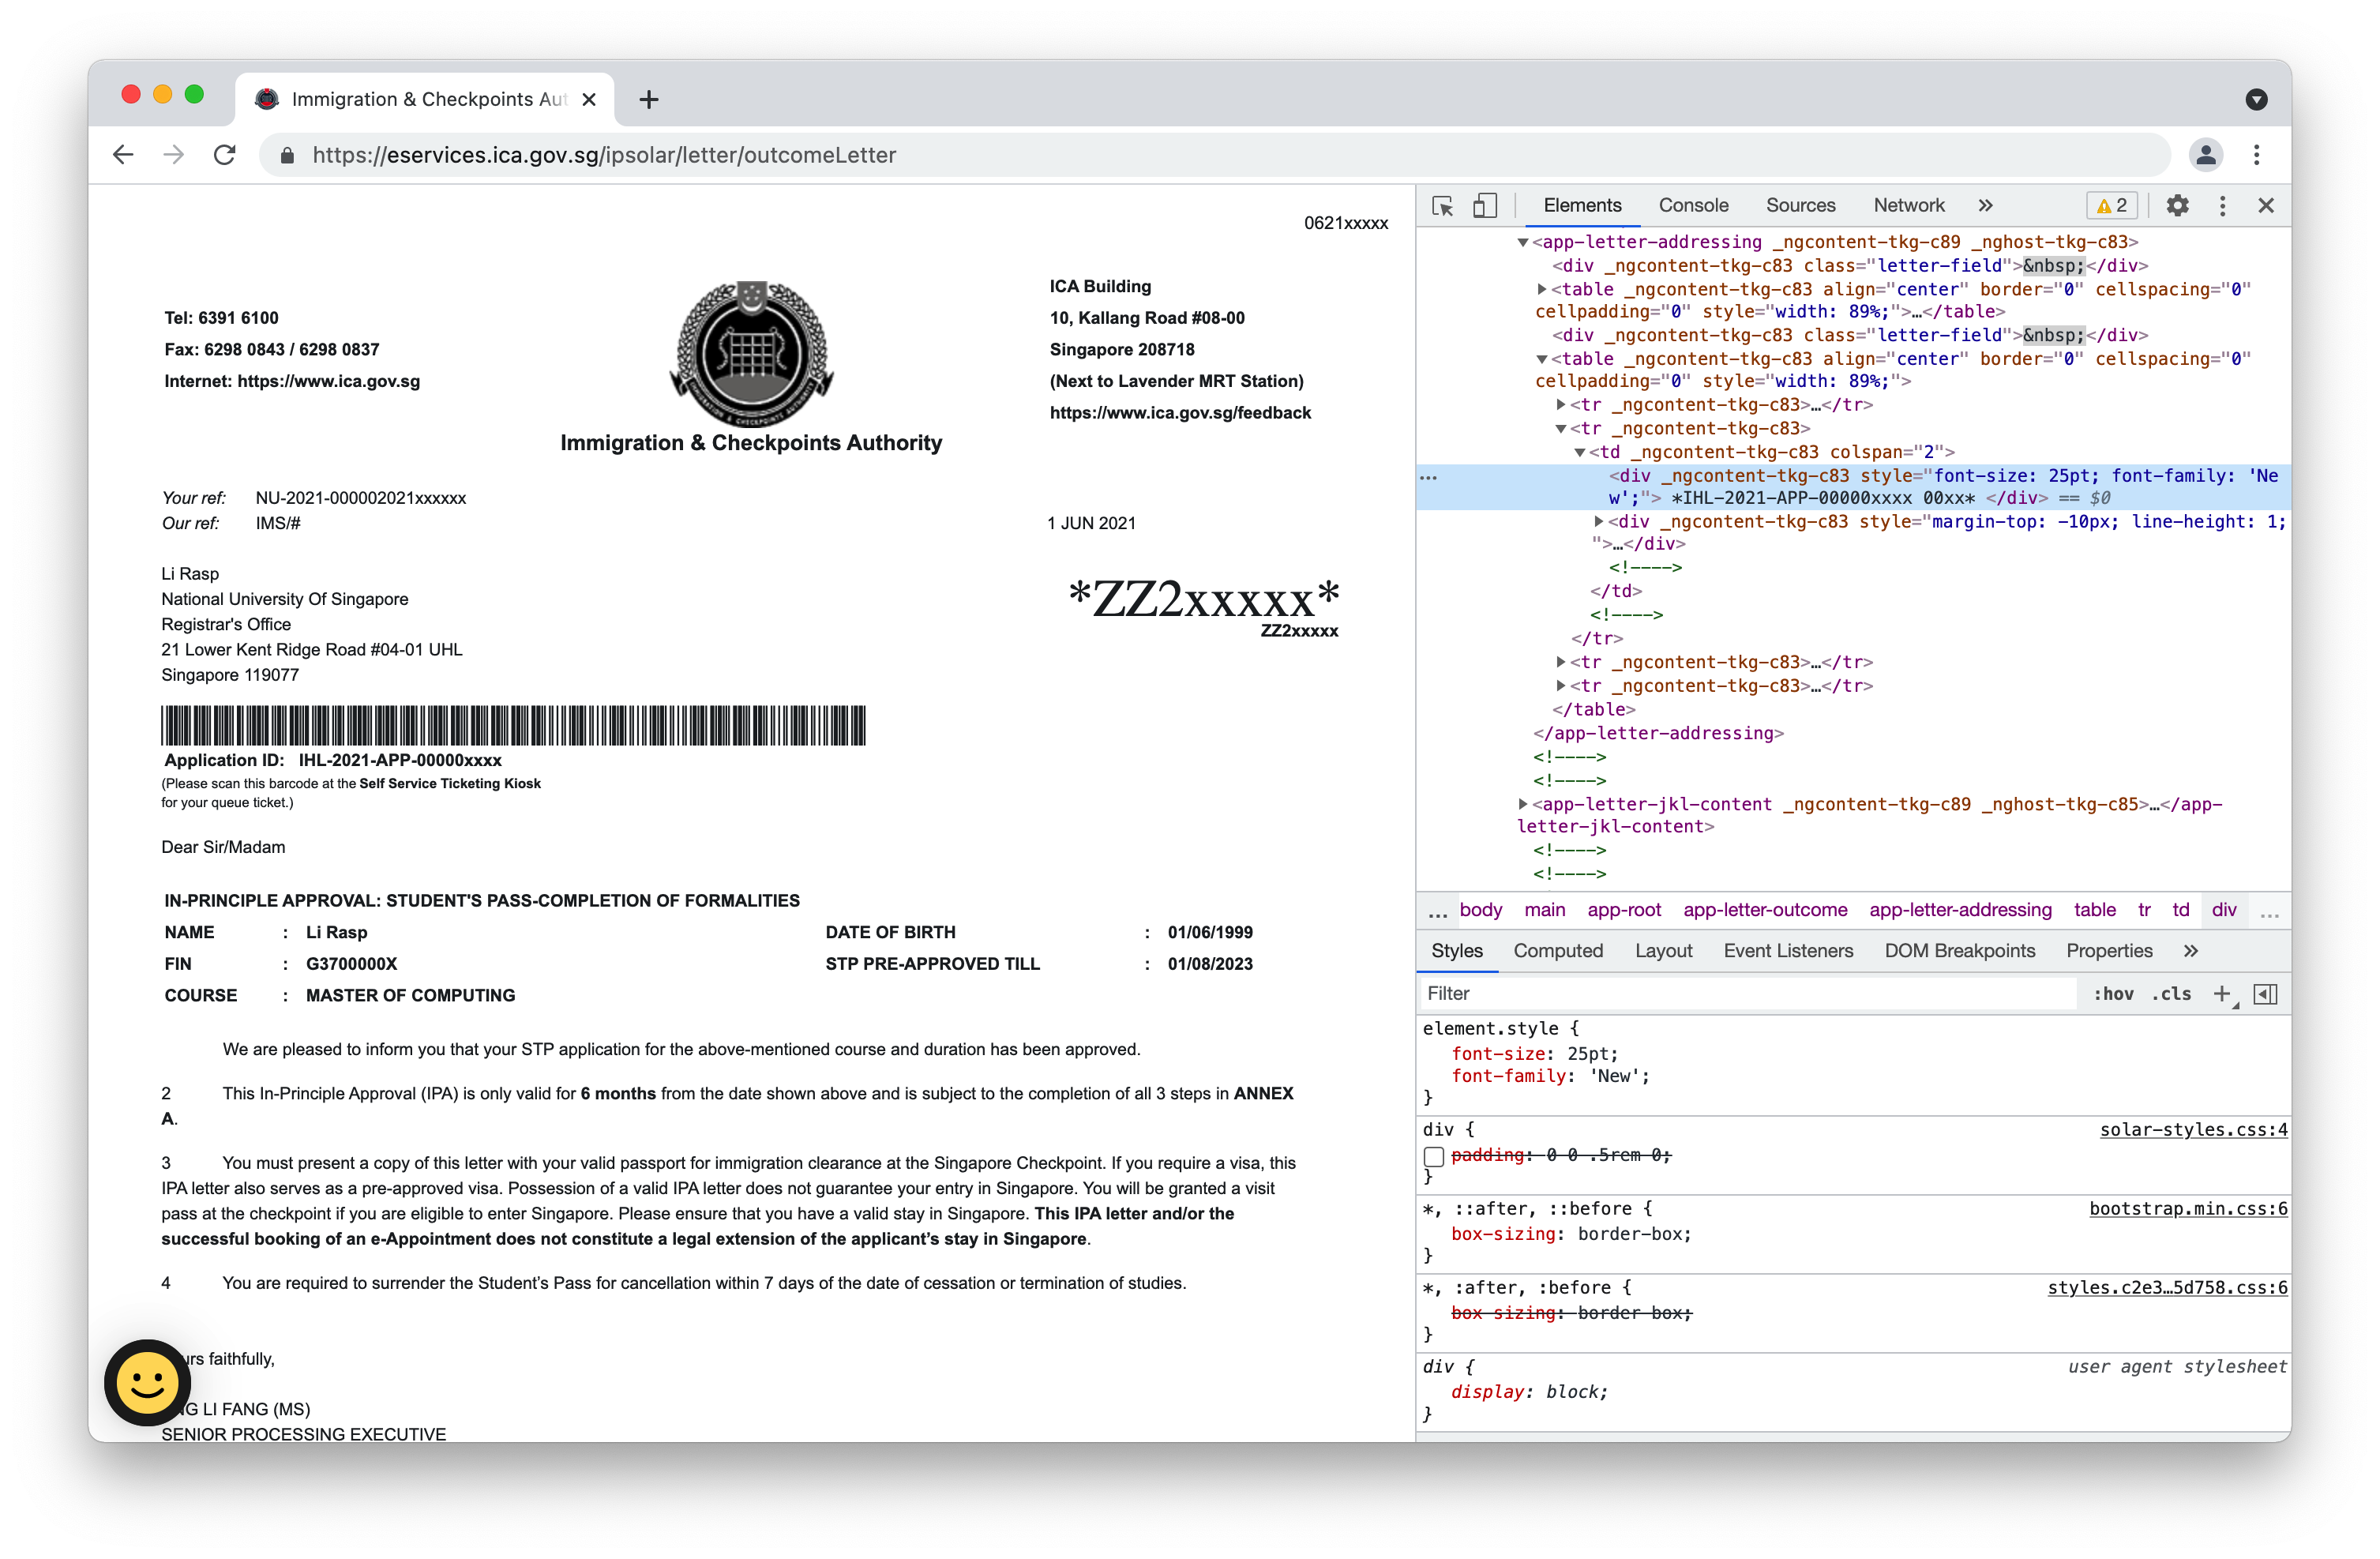 Immigration & Checkpoints Aut
https://eservices.ica.gov.sg/ipsolar/letter/outcomeLetter
0621xxxxx
Tel: 6391 6100
Fax: 6298 0843 / 6298 0837
Internet: https://www.ica.gov.sg
Immigration & Checkpoints Authority
ICA Building
10, Kallang Road #08-00
Singapore 208718
(Next to Lavender MRT Station)
https://www.ica.gov.sg/feedback
Your ref: NU-2021-000002021xxxxxx
Our ref: IMS/#
1 JUN 2021
Li Rasp
National University Of Singapore
Registrar's Office
21 Lower Kent Ridge Road #04-01 UHL
Singapore 119077
*ZZ2xxxxx*
ZZ2xxxxx
Application ID: IHL-2021-APP-00000xxxx
(Please scan this barcode at the Self Service Ticketing Kiosk
for your queue ticket.)
Dear Sir/Madam
IN-PRINCIPLE APPROVAL: STUDENT'S PASS-COMPLETION OF FORMALITIES
NAME : Li Rasp DATE OF BIRTH : 01/06/1999
FIN : G3700000X STP PRE-APPROVED TILL : 01/08/2023
COURSE : MASTER OF COMPUTING
We are pleased to inform you that your STP application for the above-mentioned course and duration has been approved.
2 This In-Principle Approval (IPA) is only valid for 6 months from the date shown above and is subject to the completion of all 3 steps in ANNEX
A.
3 You must present a copy of this letter with your valid passport for immigration clearance at the Singapore Checkpoint. If you require a visa, this
IPA letter also serves as a pre-approved visa. Possession of a valid IPA letter does not guarantee your entry in Singapore. You will be granted a visit
pass at the checkpoint if you are eligible to enter Singapore. Please ensure that you have a valid stay in Singapore. This IPA letter and/or the
successful booking of an e-Appointment does not constitute a legal extension of the applicant’s stay in Singapore.
4 You are required to surrender the Student’s Pass for cancellation within 7 days of the date of cessation or termination of studies.
urs faithfully,
G LI FANG (MS)
SENIOR PROCESSING EXECUTIVE
Elements Console Sources Network » 2
<app-letter-addressing _ngcontent-tkg-c89 _nghost-tkg-c83>
<div _ngcontent-tkg-c83 class="letter-field">&nbsp;</div>
<table _ngcontent-tkg-c83 align="center" border="0" cellspacing="0"
cellpadding="0" style="width: 89%;">…</table>
<div _ngcontent-tkg-c83 class="letter-field">&nbsp;</div>
<table _ngcontent-tkg-c83 align="center" border="0" cellspacing="0"
cellpadding="0" style="width: 89%;">
<tr _ngcontent-tkg-c83>…</tr>
<tr _ngcontent-tkg-c83>
<td _ngcontent-tkg-c83 colspan="2">
… <div _ngcontent-tkg-c83 style="font-size: 25pt; font-family: 'Ne
w';"> *IHL-2021-APP-00000xxxx 00xx* </div> == $0
<div _ngcontent-tkg-c83 style="margin-top: -10px; line-height: 1;
">…</div>
<!---->
</td>
<!---->
</tr>
<tr _ngcontent-tkg-c83>…</tr>
<tr _ngcontent-tkg-c83>…</tr>
</table>
</app-letter-addressing>
<!---->
<!---->
<app-letter-jkl-content _ngcontent-tkg-c89 _nghost-tkg-c85>…</app-
letter-jkl-content>
<!---->
<!---->
… body main app-root app-letter-outcome app-letter-addressing table tr td div …
Styles Computed Layout Event Listeners DOM Breakpoints Properties »
Filter :hov .cls +
element.style {
font-size: 25pt;
font-family: 'New';
}
div { solar-styles.css:4
padding: 0 0 .5rem 0;
}
*, ::after, ::before { bootstrap.min.css:6
box-sizing: border-box;
}
*, :after, :before { styles.c2e3…5d758.css:6
box-sizing: border-box;
}
div { user agent stylesheet
display: block;
}